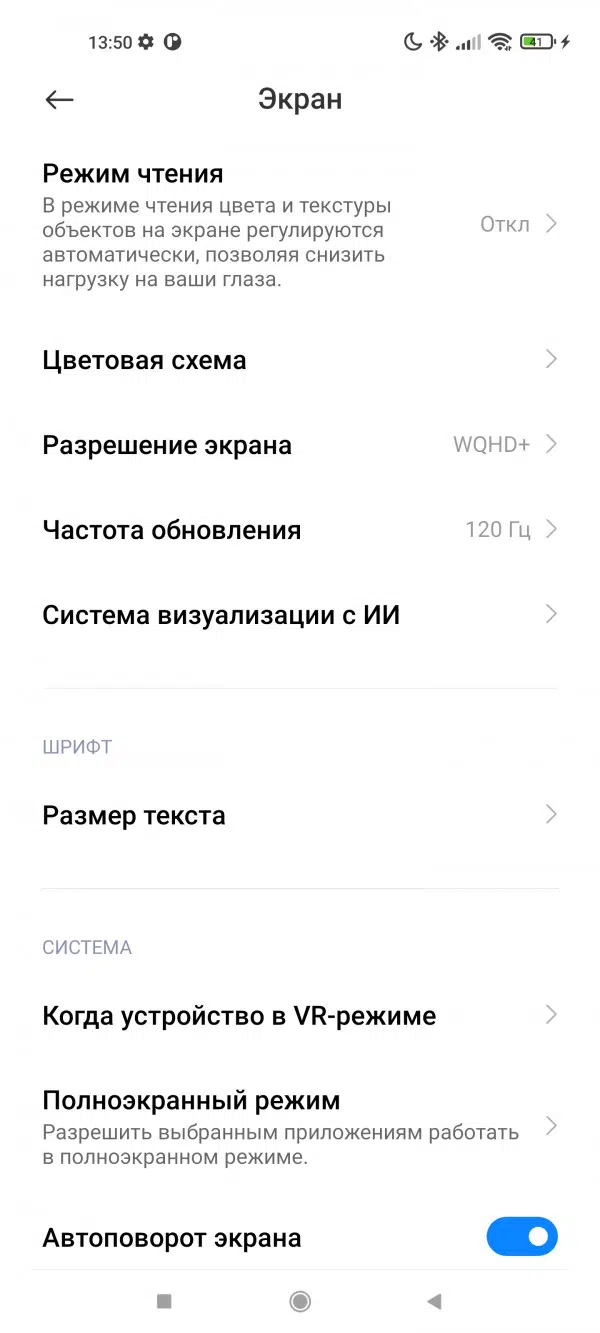 13:50
41
Экран
Режим чтения
В режиме чтения цвета и текстуры
объектов на экране регулируются
автоматически, позволяя снизить
нагрузку на ваши глаза.
Откл
Цветовая схема
Разрешение экрана
WQHD+
Частота обновления
120 Гц
Система визуализации с ИИ
ШРИФТ
Размер текста
СИСТЕМА
Когда устройство в VR-режиме
Полноэкранный режим
Разрешить выбранным приложениям работать
в полноэкранном режиме.
Автоповорот экрана